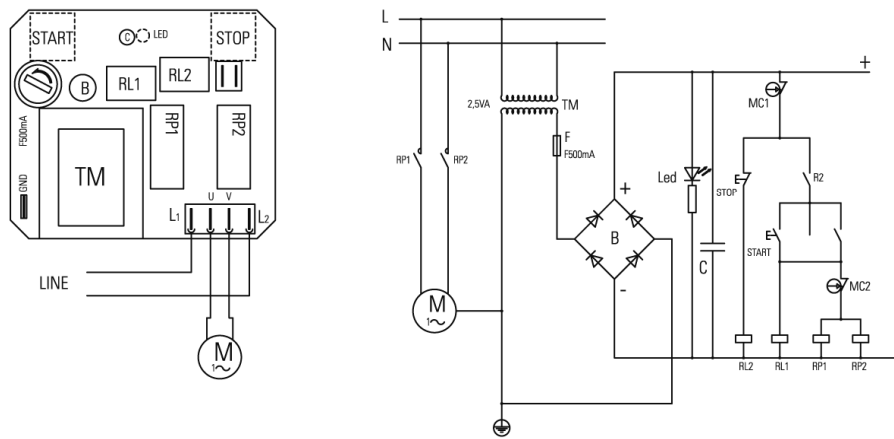 START
C
LED
STOP
B
RL1
RL2
F500mA
RP1
RP2
TM
GND
U V
L1
L2
LINE
M
1~
L
N
2,5VA
TM
F
F500mA
RP1
RP2
+
B
-
M
1~
Led
C
+
MC1
STOP
R2
START
MC2
RL2
RL1
RP1
RP2